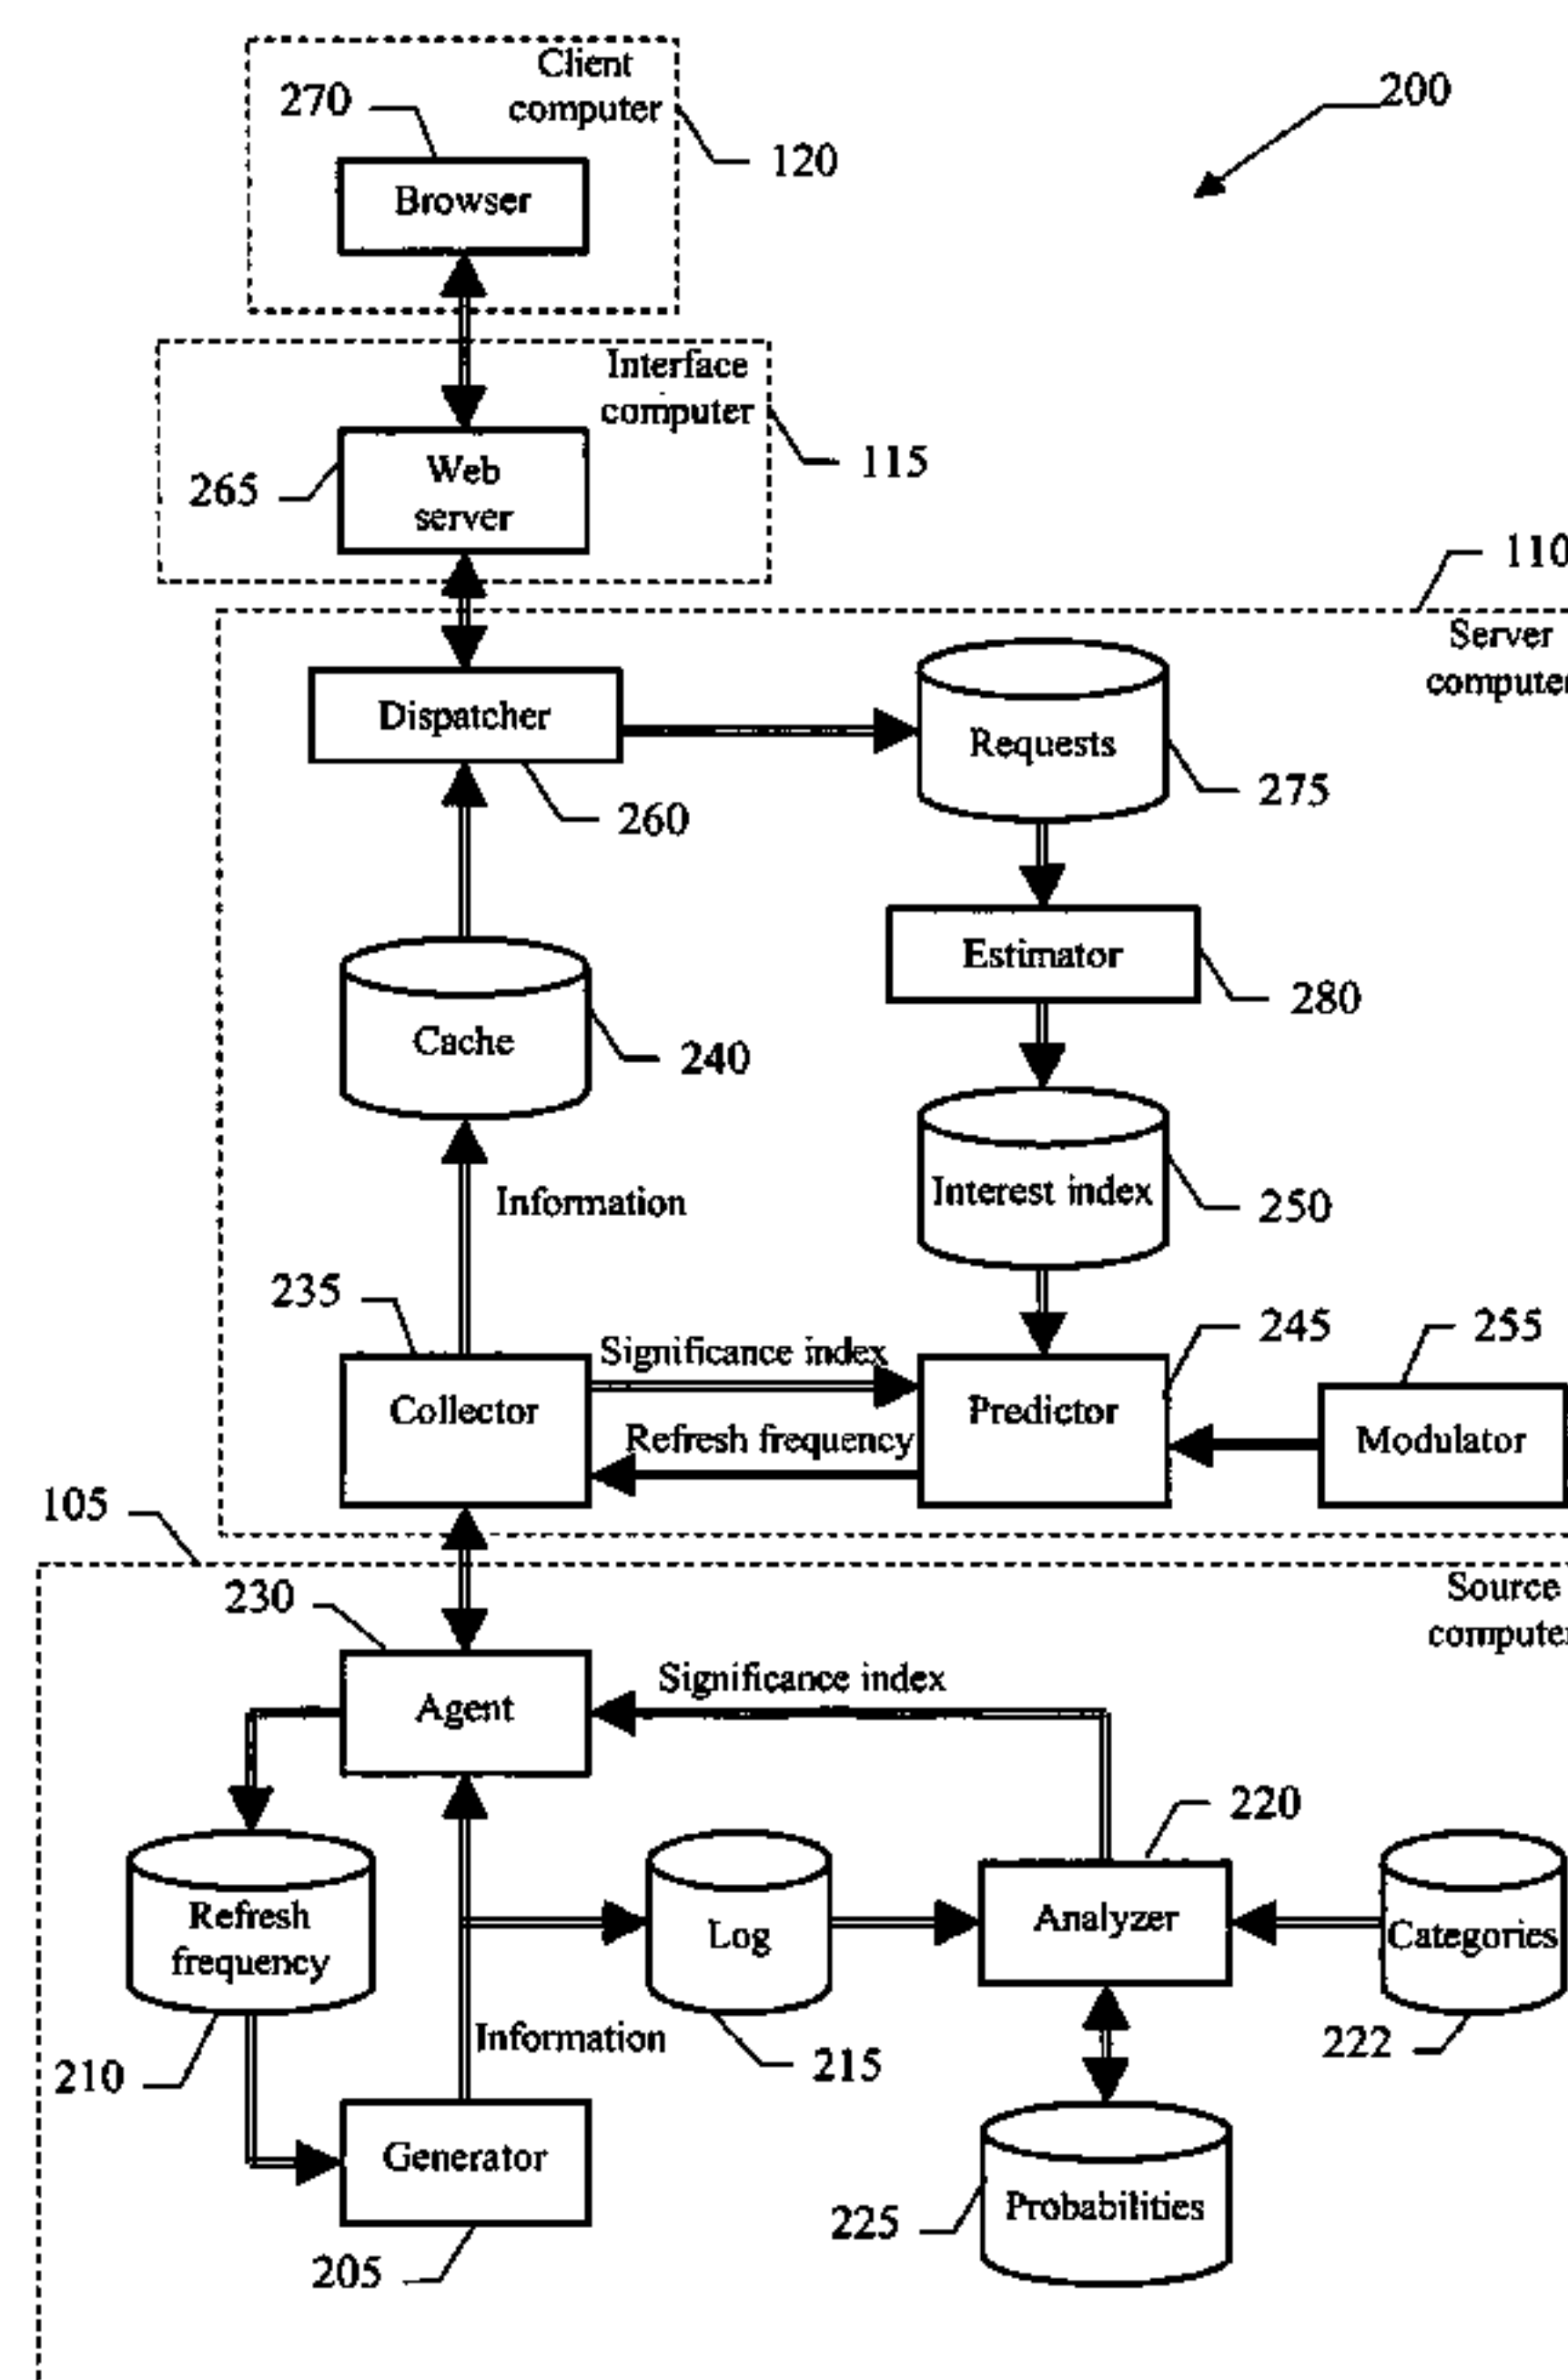 Client
computer
270
200
120
Browser
Interface
computer
115
Web
server
265
110
Server
computer
Dispatcher
Requests
275
260
Estimator
280
Cache
240
Interest index
250
Information
235
245
255
Significance index
Collector
Predictor
Refresh frequency
Modulator
105
Source
computer
230
Significance index
Agent
220
Refresh
frequency
Log
Analyzer
Categories
Information
210
215
222
Generator
Probabilities
225
205